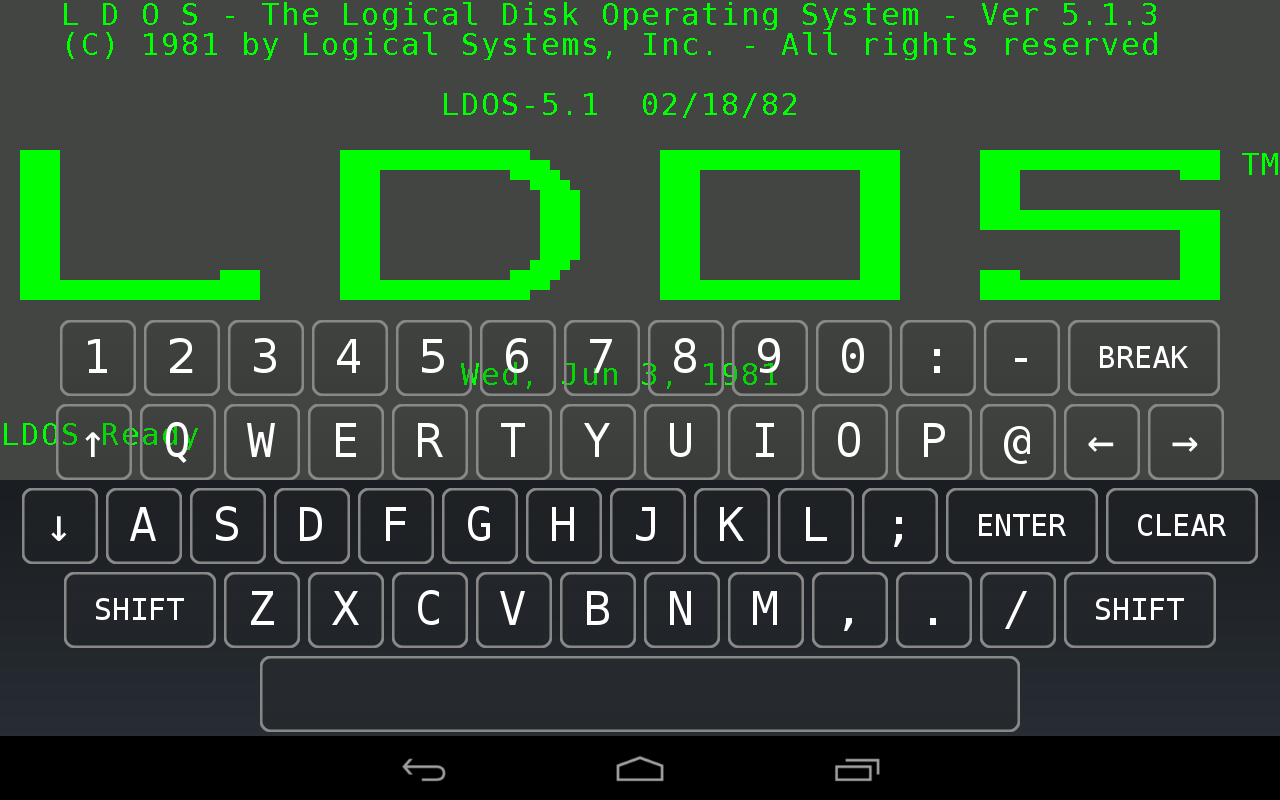 L D O S - The Logical Disk Operating System - Ver 5.1.3
(C) 1981 by Logical Systems, Inc. - All rights reserved
LDOS-5.1  02/18/82
LDOS TM
1 2 3 4 5 6 7 8 9 0 : - BREAK
Wed, Jun 3, 1981
↑ Q W E R T Y U I O P @ ← →
LDOS Ready
↓ A S D F G H J K L ; ENTER CLEAR
SHIFT Z X C V B N M , . / SHIFT